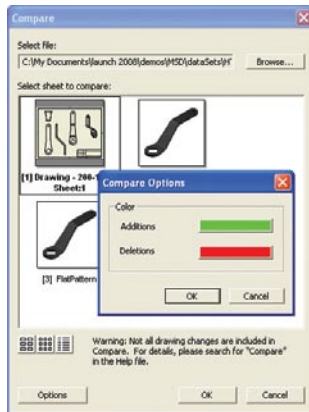 Compare
Select file:
C:\My Documents\launch 2008\demos\MSD\dataSets\H
Browse...
Select sheet to compare:
[1] Drawing - 200-1
Sheet:1
Compare Options
Color
Additions
Deletions
OK
Cancel
[3] FlatPattern
Warning: Not all drawing changes are included in
Compare. For details, please search for "Compare"
in the Help file.
Options
OK
Cancel